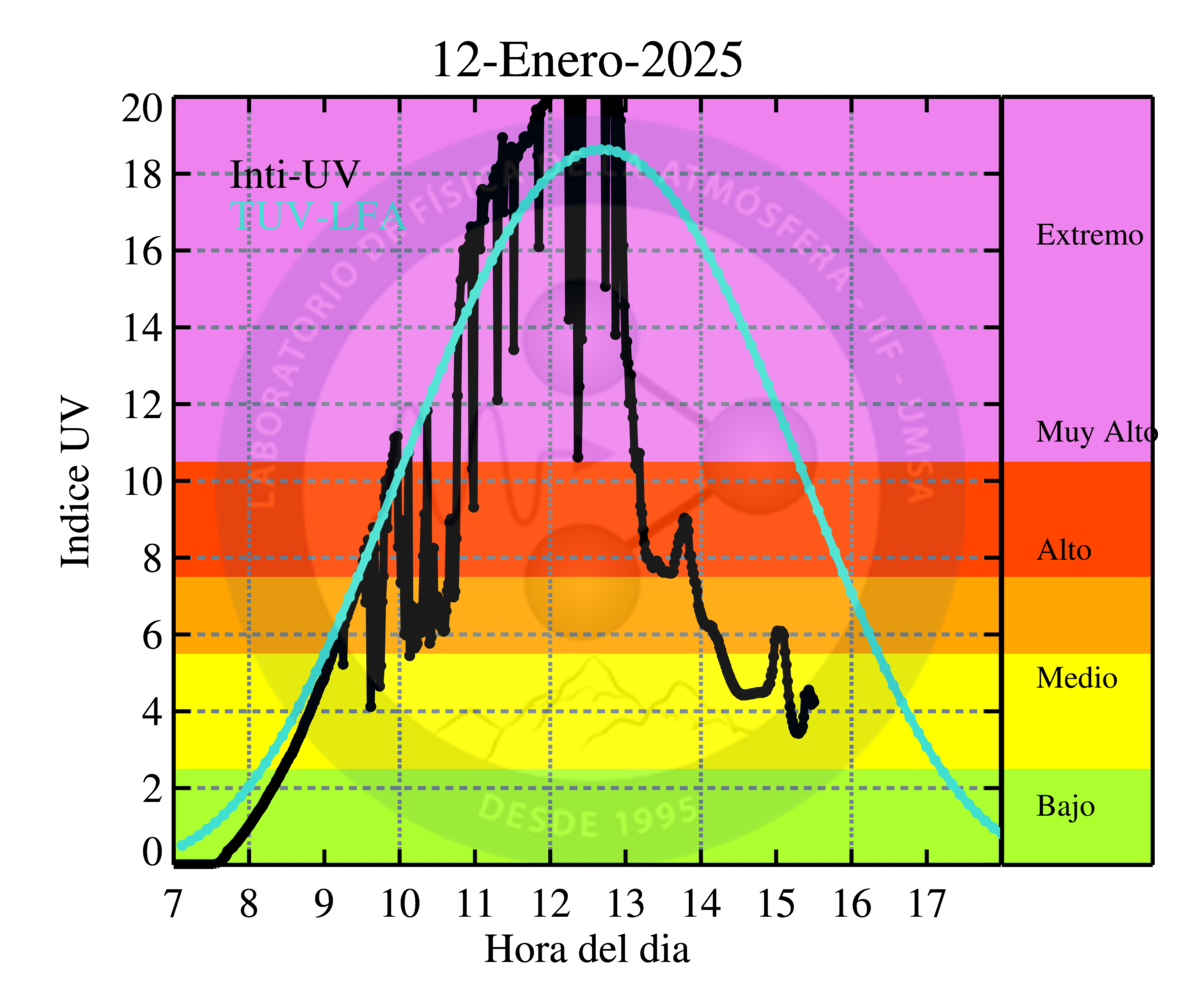 12-Enero-2025
20
18
16
14
12
10
8
6
4
2
0
Indice UV
Inti-UV
TUV-LFA
LABORATORIO DE FÍSICA DE LA ATMÓSFERA - IIF - UMSA
DESDE 1995
Extremo
Muy Alto
Alto
Medio
Bajo
7 8 9 10 11 12 13 14 15 16 17
Hora del dia